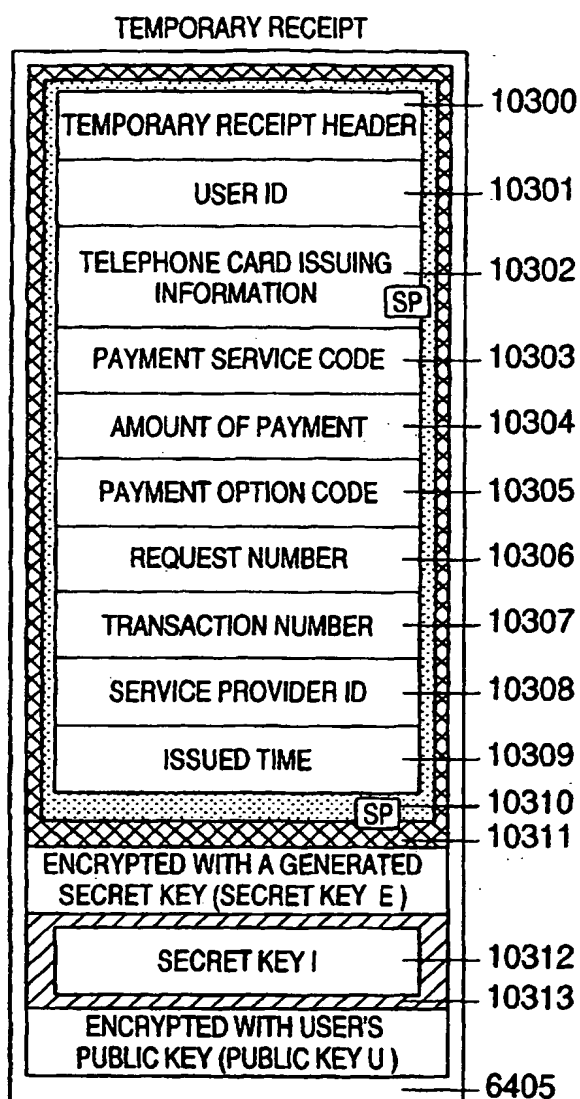 TEMPORARY RECEIPT
TEMPORARY RECEIPT HEADER
10300
USER ID
10301
TELEPHONE CARD ISSUING
INFORMATION
10302
SP
PAYMENT SERVICE CODE
10303
AMOUNT OF PAYMENT
10304
PAYMENT OPTION CODE
10305
REQUEST NUMBER
10306
TRANSACTION NUMBER
10307
SERVICE PROVIDER ID
10308
ISSUED TIME
10309
SP
10310
10311
ENCRYPTED WITH A GENERATED
SECRET KEY (SECRET KEY E)
SECRET KEY I
10312
10313
ENCRYPTED WITH USER'S
PUBLIC KEY (PUBLIC KEY U)
6405